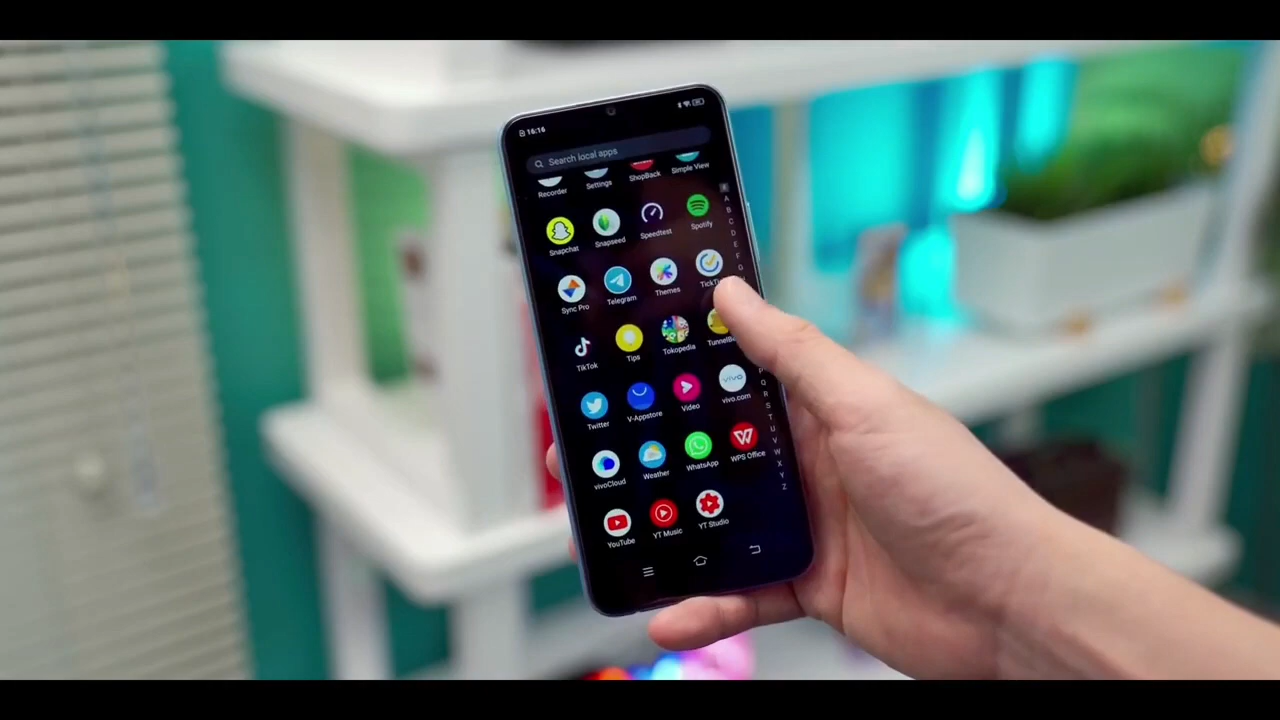 16:16
Search local apps
Recorder Settings ShopBack Simple View
Snapchat Snapseed Speedtest Spotify
Sync Pro Telegram Themes
TikTok Tips Tokopedia
Twitter V-Appstore Video vivo.com
vivo
vivoCloud Weather WhatsApp WPS Office
YouTube YT Music YT Studio
A
B
C
D
E
F
G
P
Q
R
S
T
U
V
W
X
Y
Z